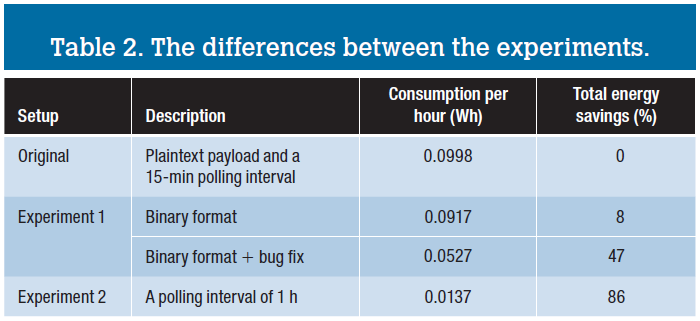 Table 2. The differences between the experiments.
Setup Description Consumption per hour (Wh) Total energy savings (%)
Original Plaintext payload and a 15-min polling interval 0.0998 0
Experiment 1 Binary format 0.0917 8
Binary format + bug fix 0.0527 47
Experiment 2 A polling interval of 1 h 0.0137 86